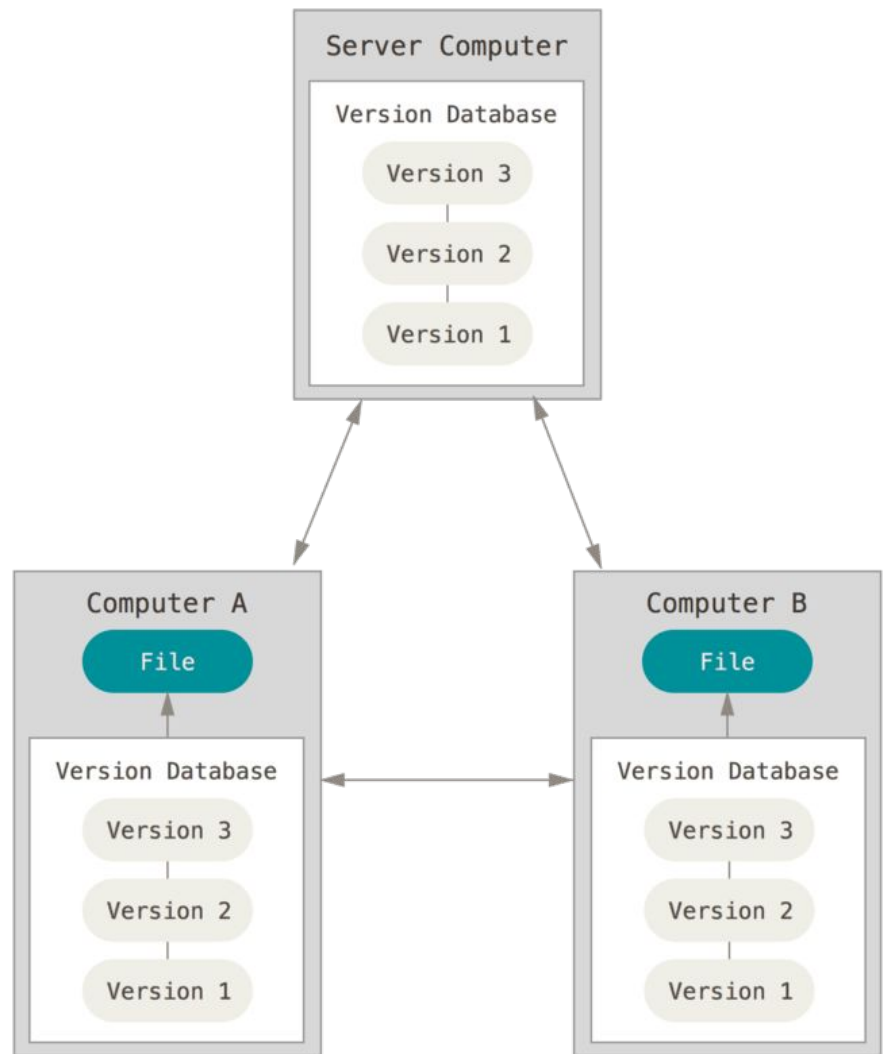 Server Computer
Version Database
Version 3
Version 2
Version 1
Computer A
File
Version Database
Version 3
Version 2
Version 1
Computer B
File
Version Database
Version 3
Version 2
Version 1